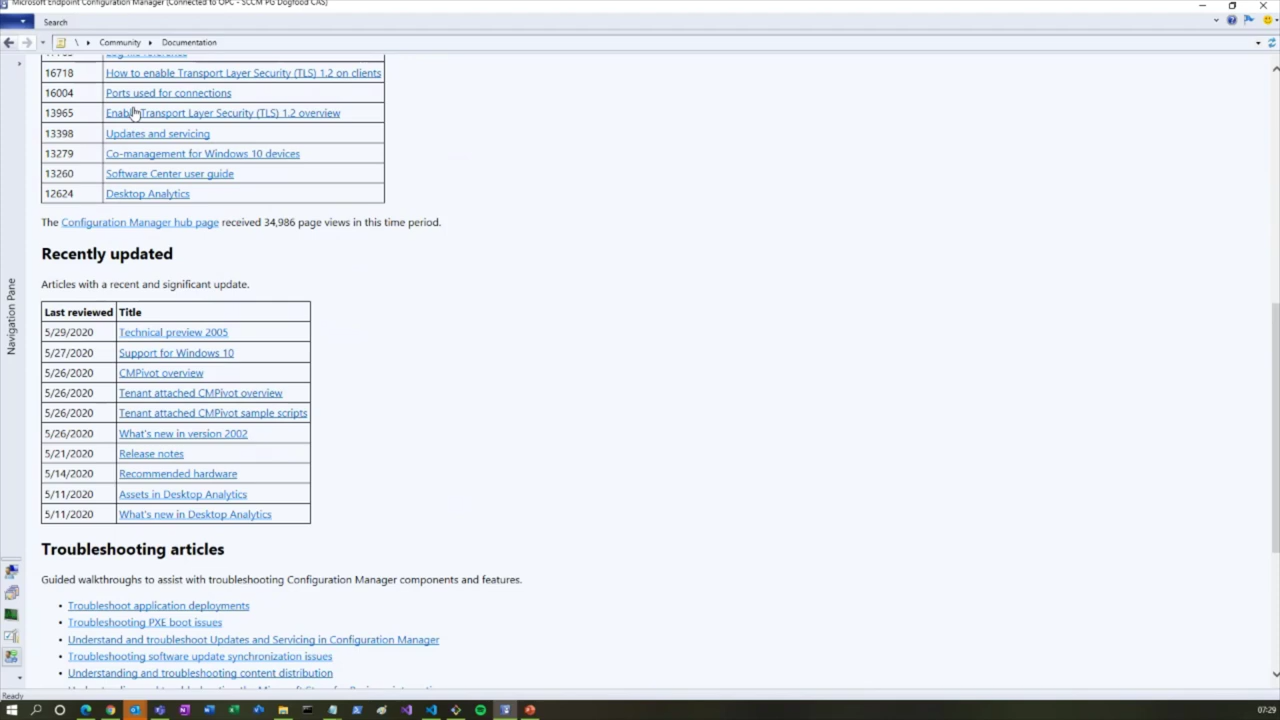 Microsoft Endpoint Configuration Manager (Connected to OPC - SCCM PG Dogfood CAS)
Search
\ Community Documentation
Log file reference
16718 How to enable Transport Layer Security (TLS) 1.2 on clients
16004 Ports used for connections
13965 Enable Transport Layer Security (TLS) 1.2 overview
13398 Updates and servicing
13279 Co-management for Windows 10 devices
13260 Software Center user guide
12624 Desktop Analytics
The Configuration Manager hub page received 34,986 page views in this time period.
Recently updated
Articles with a recent and significant update.
Last reviewed Title
5/29/2020 Technical preview 2005
5/27/2020 Support for Windows 10
5/26/2020 CMPivot overview
5/26/2020 Tenant attached CMPivot overview
5/26/2020 Tenant attached CMPivot sample scripts
5/26/2020 What's new in version 2002
5/21/2020 Release notes
5/14/2020 Recommended hardware
5/11/2020 Assets in Desktop Analytics
5/11/2020 What's new in Desktop Analytics
Navigation Pane
Troubleshooting articles
Guided walkthroughs to assist with troubleshooting Configuration Manager components and features.
• Troubleshoot application deployments
• Troubleshooting PXE boot issues
• Understand and troubleshoot Updates and Servicing in Configuration Manager
• Troubleshooting software update synchronization issues
• Understanding and troubleshooting content distribution
Ready
07:29